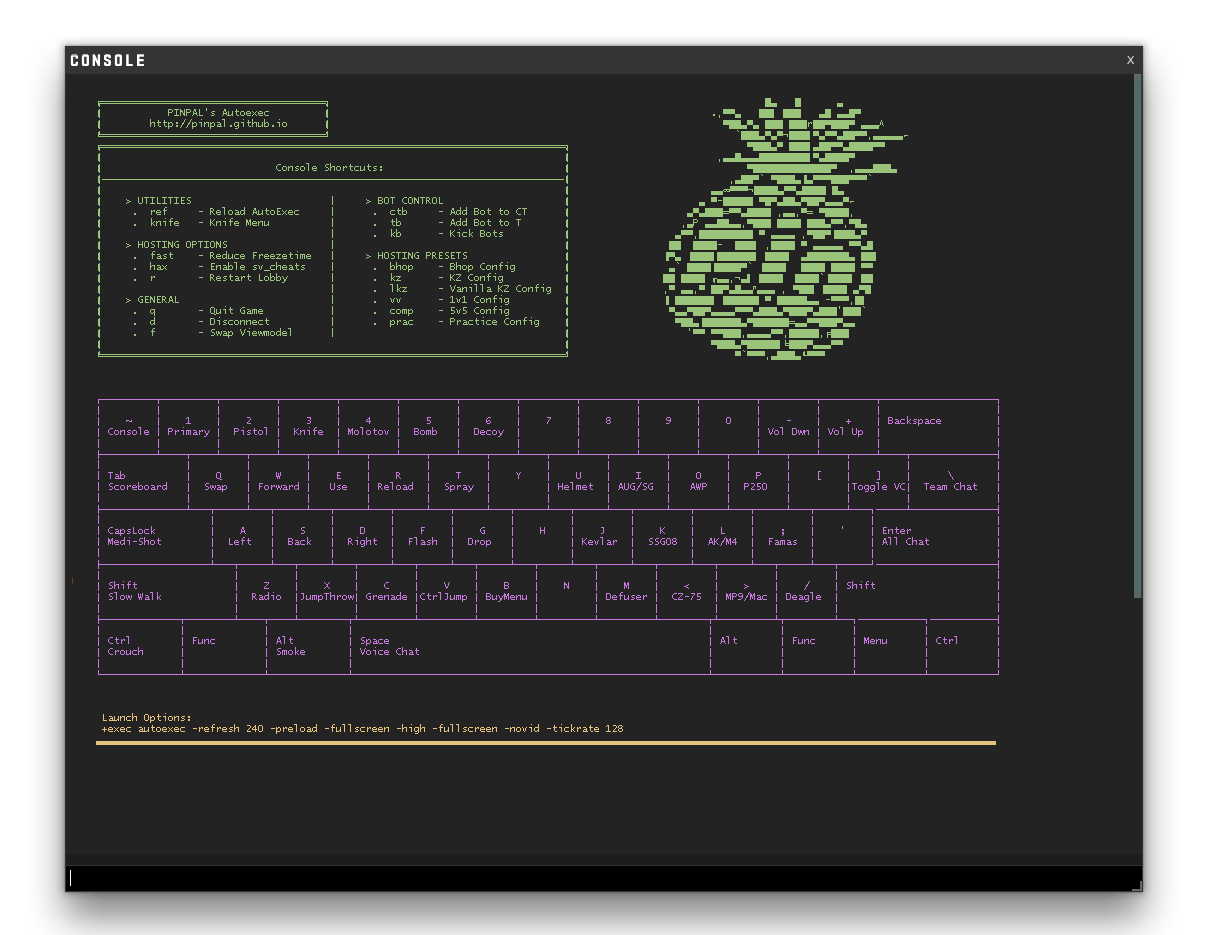 CONSOLE
X
PINPAL's Autoexec
http://pinpal.github.io
Console Shortcuts:
> UTILITIES | > BOT CONTROL
. ref - Reload AutoExec | . ctb - Add Bot to CT
. knife - Knife Menu | . tb - Add Bot to T
. kb - Kick Bots
> HOSTING OPTIONS
. fast - Reduce Freezetime | > HOSTING PRESETS
. hax - Enable sv_cheats | . bhop - Bhop Config
. r - Restart Lobby | . kz - KZ Config
. lkz - Vanilla KZ Config
> GENERAL | . vv - 1v1 Config
. q - Quit Game | . comp - 5v5 Config
. d - Disconnect | . prac - Practice Config
. f - Swap Viewmodel |
~ 1 2 3 4 5 6 7 8 9 0 - + Backspace
Console Primary Pistol Knife Molotov Bomb Decoy Vol Dwn Vol Up
Tab Q W E R T Y U I O P [ ] \
Scoreboard Swap Forward Use Reload Spray Helmet AUG/SG AWP P250 Toggle VC Team Chat
CapsLock A S D F G H J K L ; ' Enter
Medi-Shot Left Back Right Flash Drop Kevlar SSG08 AK/M4 Famas All Chat
Shift Z X C V B N M < > / Shift
Slow Walk Radio JumpThrow Grenade CtrlJump BuyMenu Defuser CZ-75 MP9/Mac Deagle
Ctrl Func Alt Space Alt Func Menu Ctrl
Crouch Smoke Voice Chat
Launch Options:
+exec autoexec -refresh 240 -preload -fullscreen -high -fullscreen -novid -tickrate 128